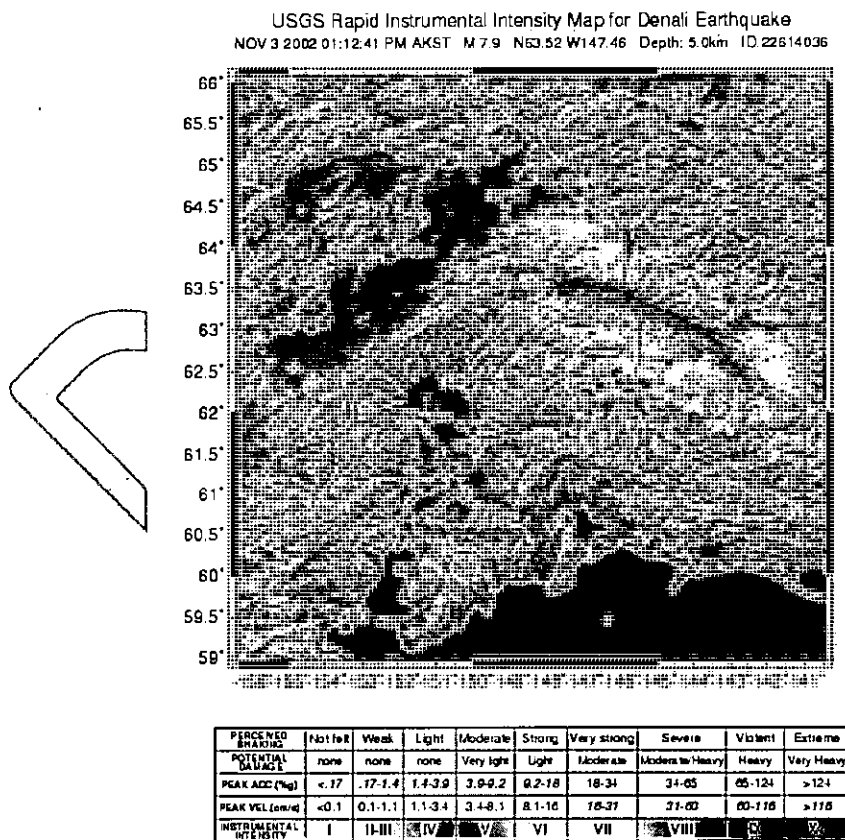 USGS Rapid Instrumental Intensity Map for Denali Earthquake
NOV 3 2002 01:12:41 PM AKST M 7.9 N63.52 W147.46 Depth: 5.0km ID:22614036
66°
65.5°
65°
64.5°
64°
63.5°
63°
62.5°
62°
61.5°
61°
60.5°
60°
59.5°
59°
PERCEIVED SHAKING Not felt Weak Light Moderate Strong Very strong Severe Violent Extreme
POTENTIAL DAMAGE none none none Very light Light Moderate Moderate/Heavy Heavy Very Heavy
PEAK ACC (%g) <.17 .17-1.4 1.4-3.9 3.9-9.2 9.2-18 18-34 34-65 65-124 >124
PEAK VEL (cm/s) <0.1 0.1-1.1 1.1-3.4 3.4-8.1 8.1-16 16-31 31-60 60-116 >116
INSTRUMENTAL INTENSITY I II-III IV V VI VII VIII